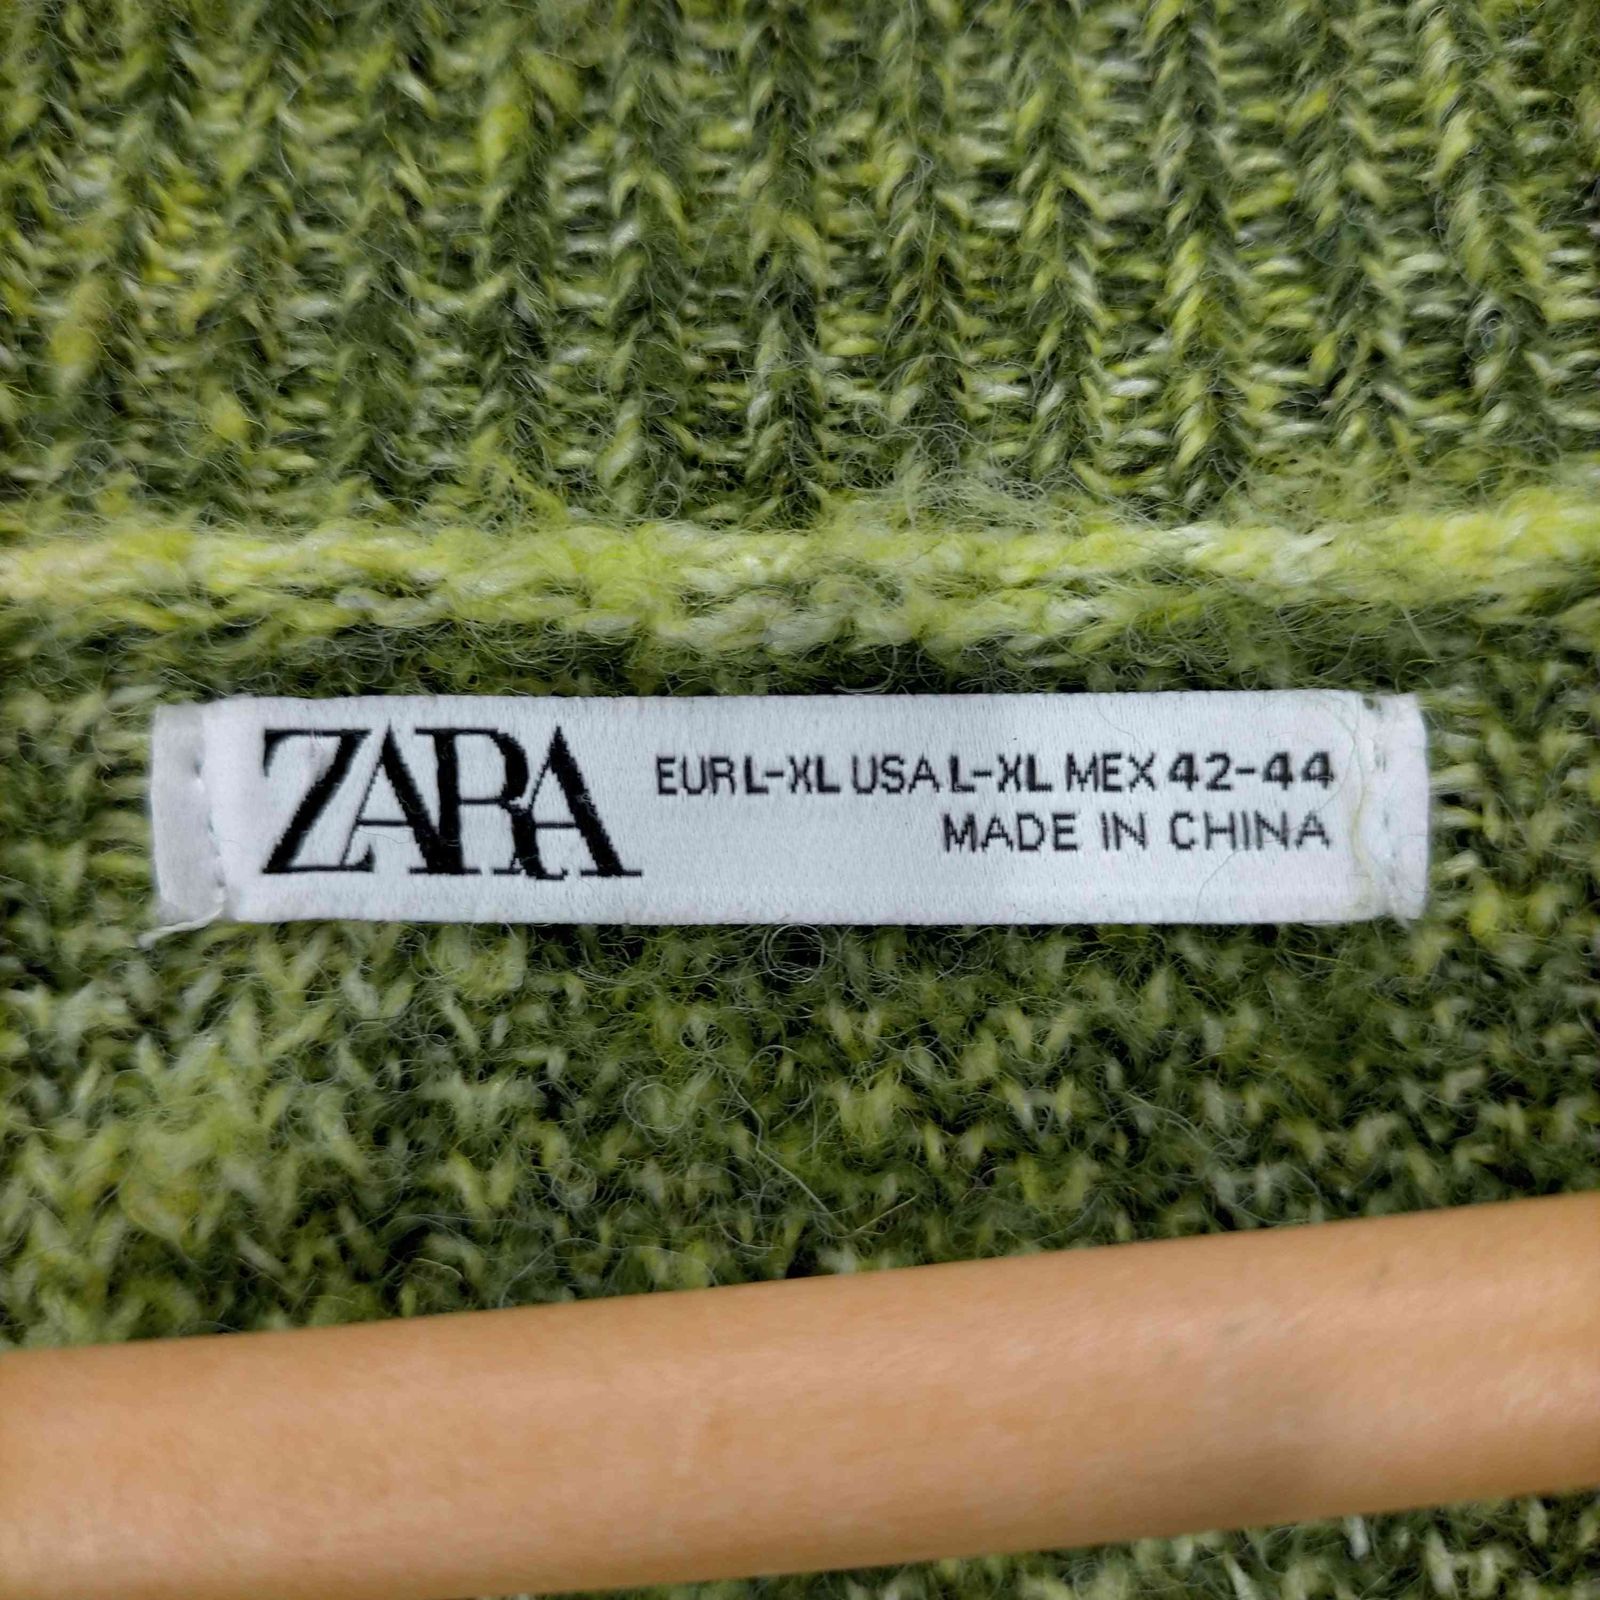 ZARA
EUR L-XL USA L-XL MEX 42-44
MADE IN CHINA